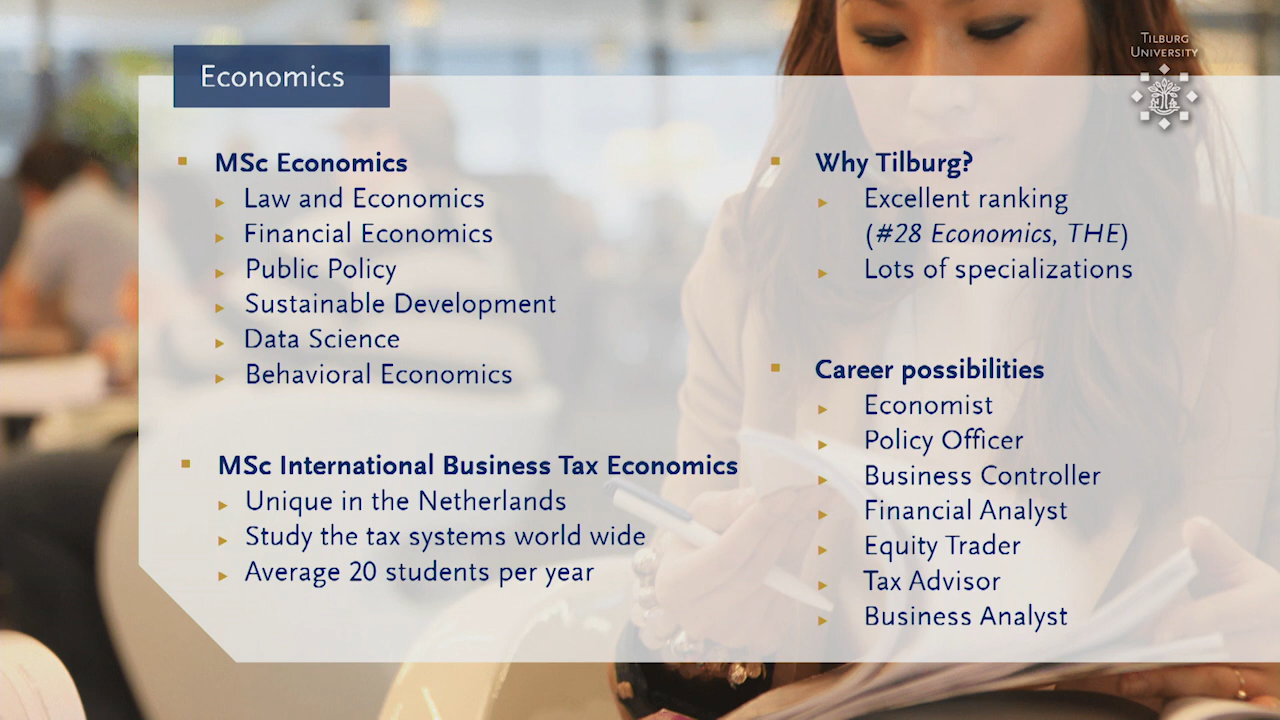 Economics
TILBURG
UNIVERSITY
MSc Economics
Law and Economics
Financial Economics
Public Policy
Sustainable Development
Data Science
Behavioral Economics
MSc International Business Tax Economics
Unique in the Netherlands
Study the tax systems world wide
Average 20 students per year
Why Tilburg?
Excellent ranking
(#28 Economics, THE)
Lots of specializations
Career possibilities
Economist
Policy Officer
Business Controller
Financial Analyst
Equity Trader
Tax Advisor
Business Analyst